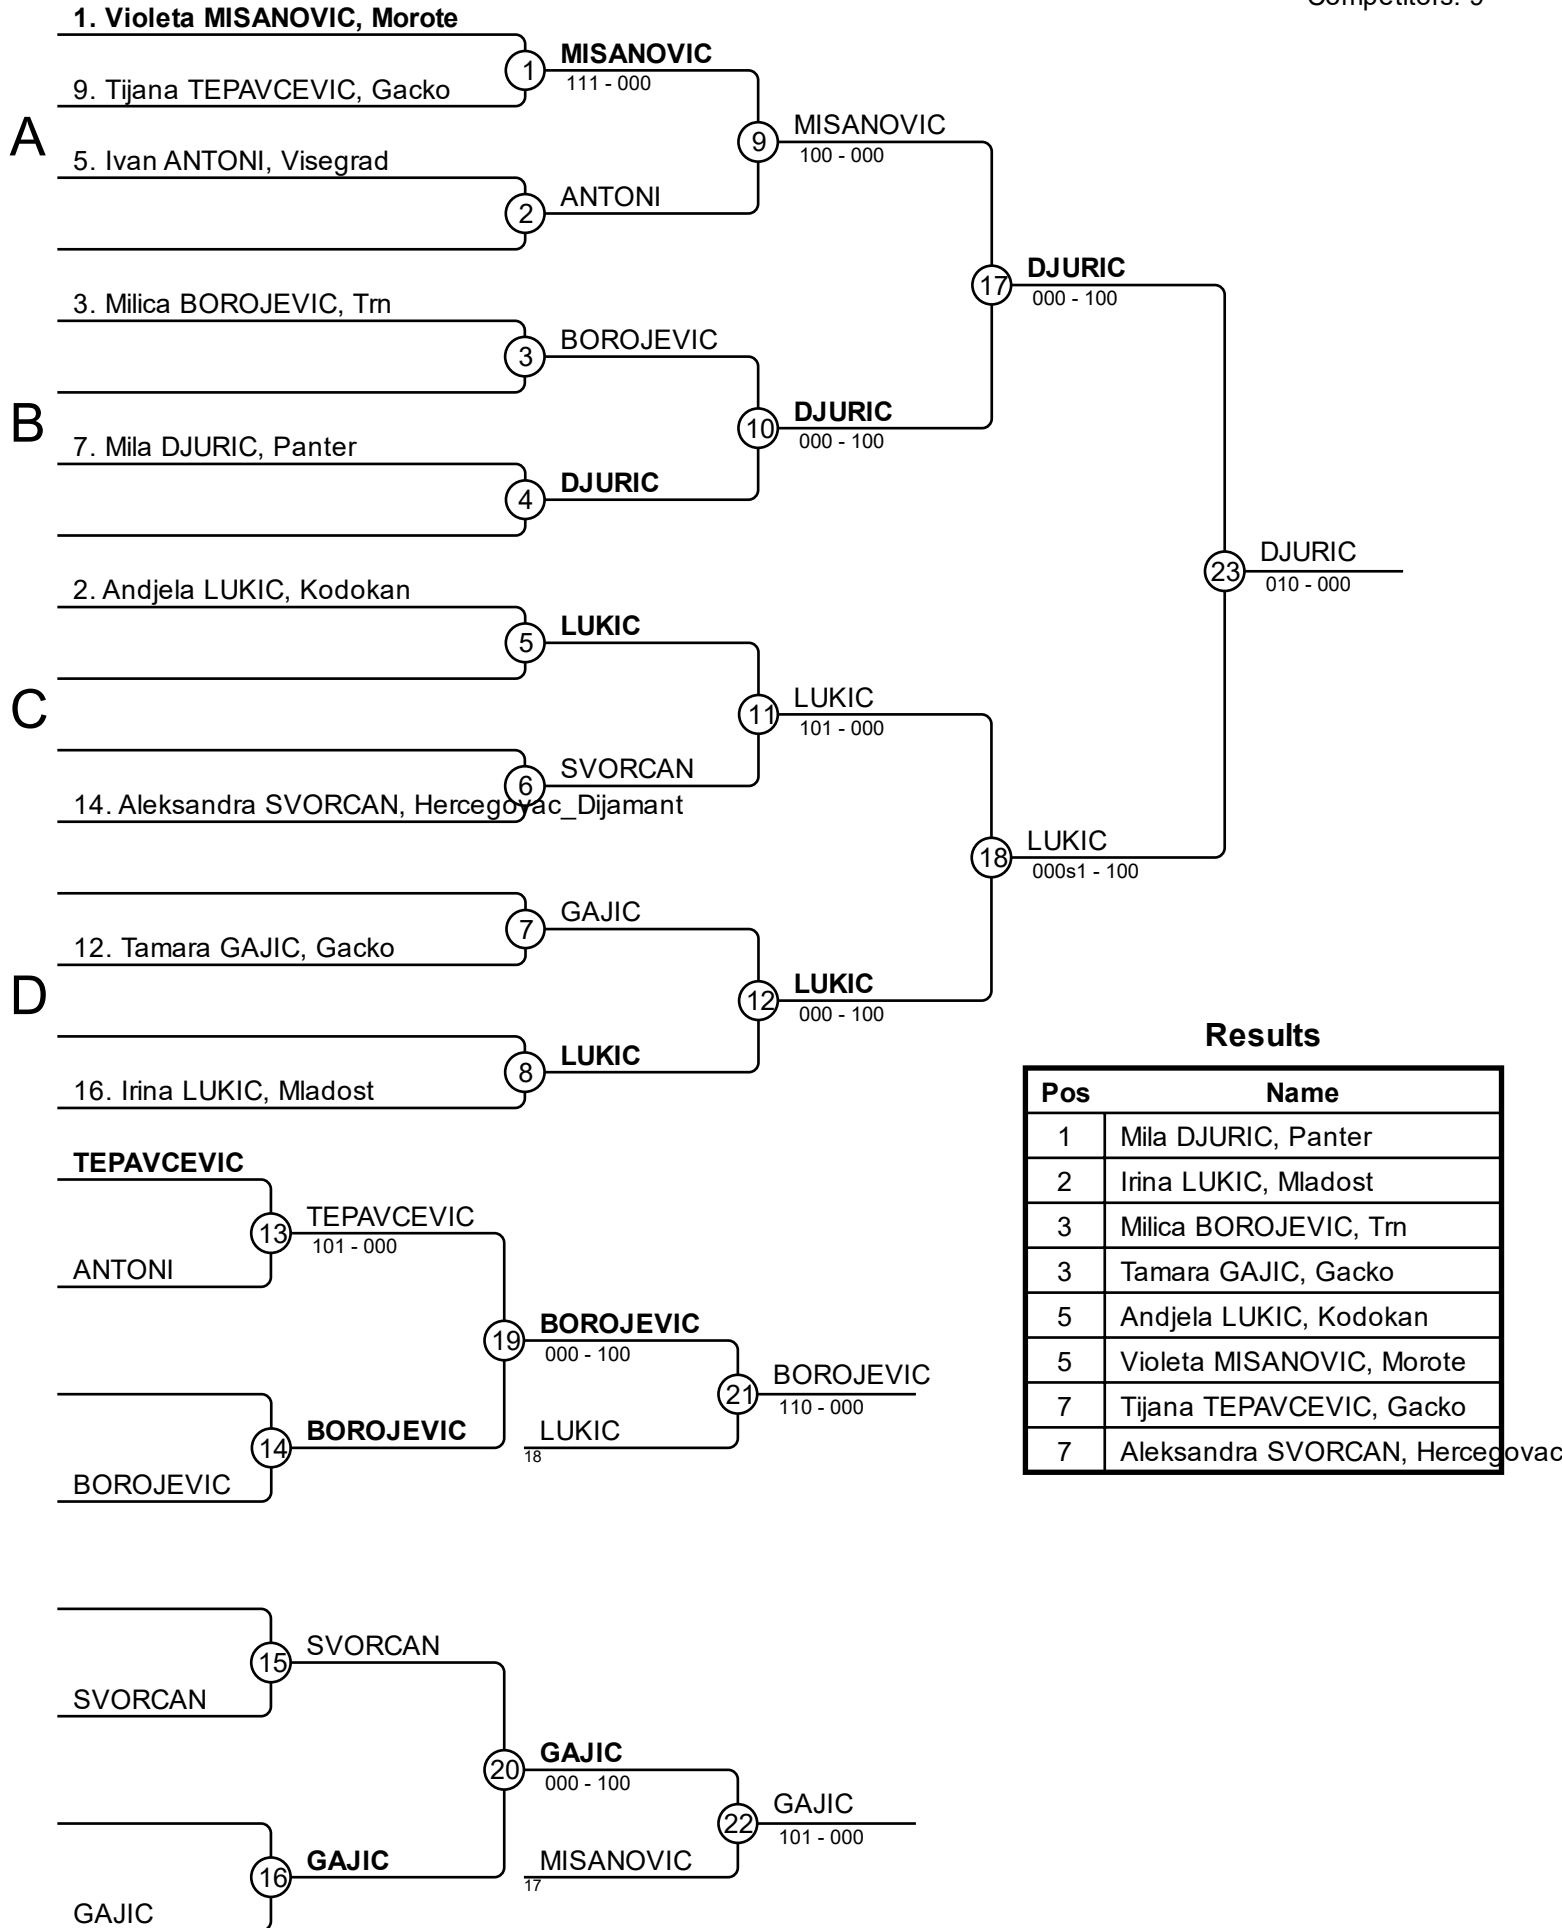 Competitors: 9
1. Violeta MISANOVIC, Morote
1
MISANOVIC
111 - 000
9. Tijana TEPAVCEVIC, Gacko
A
9
MISANOVIC
100 - 000
5. Ivan ANTONI, Visegrad
2
ANTONI
17
DJURIC
000 - 100
3. Milica BOROJEVIC, Trn
3
BOROJEVIC
B
10
DJURIC
000 - 100
7. Mila DJURIC, Panter
4
DJURIC
23
DJURIC
010 - 000
2. Andjela LUKIC, Kodokan
5
LUKIC
C
11
LUKIC
101 - 000
6
SVORCAN
14. Aleksandra SVORCAN, Hercegovac_Dijamant
18
LUKIC
000s1 - 100
7
GAJIC
12. Tamara GAJIC, Gacko
D
12
LUKIC
000 - 100
8
LUKIC
16. Irina LUKIC, Mladost
TEPAVCEVIC
13
TEPAVCEVIC
101 - 000
ANTONI
19
BOROJEVIC
000 - 100
21
BOROJEVIC
110 - 000
14
BOROJEVIC
LUKIC
18
BOROJEVIC
15
SVORCAN
SVORCAN
20
GAJIC
000 - 100
22
GAJIC
101 - 000
16
GAJIC
MISANOVIC
17
GAJIC
Results
Pos Name
1 Mila DJURIC, Panter
2 Irina LUKIC, Mladost
3 Milica BOROJEVIC, Trn
3 Tamara GAJIC, Gacko
5 Andjela LUKIC, Kodokan
5 Violeta MISANOVIC, Morote
7 Tijana TEPAVCEVIC, Gacko
7 Aleksandra SVORCAN, Hercegovac